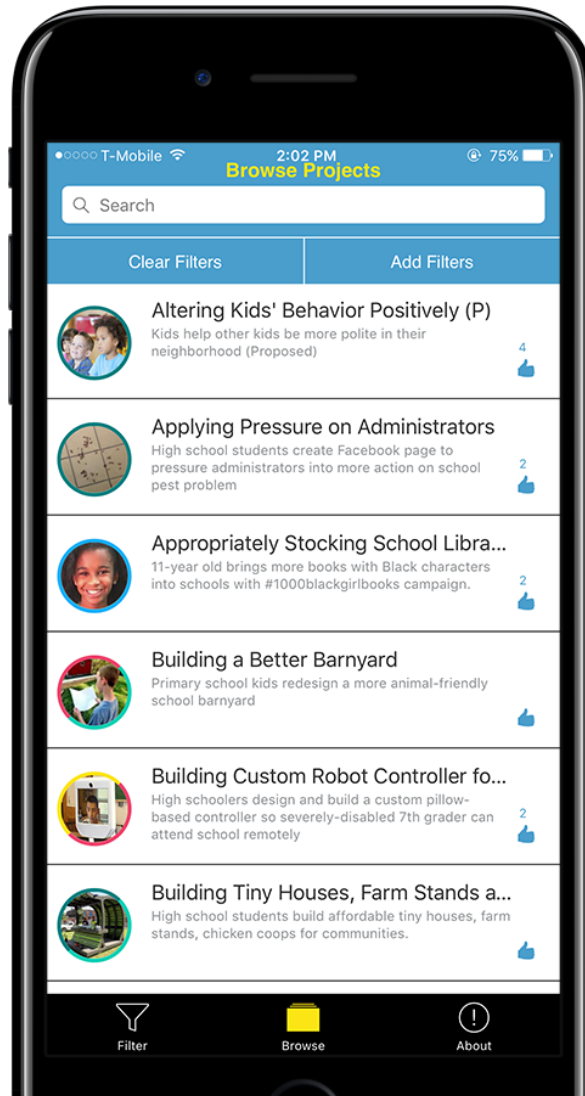 T-Mobile 2:02 PM 75%
Browse Projects
Search
Clear Filters Add Filters
Altering Kids' Behavior Positively (P)
Kids help other kids be more polite in their
neighborhood (Proposed)
4
Applying Pressure on Administrators
High school students create Facebook page to
pressure administrators into more action on school
pest problem
2
Appropriately Stocking School Libra...
11-year old brings more books with Black characters
into schools with #1000blackgirlbooks campaign.
2
Building a Better Barnyard
Primary school kids redesign a more animal-friendly
school barnyard
Building Custom Robot Controller fo...
High schoolers design and build a custom pillow-
based controller so severely-disabled 7th grader can
attend school remotely
2
Building Tiny Houses, Farm Stands a...
High school students build affordable tiny houses, farm
stands, chicken coops for communities.
Filter Browse About